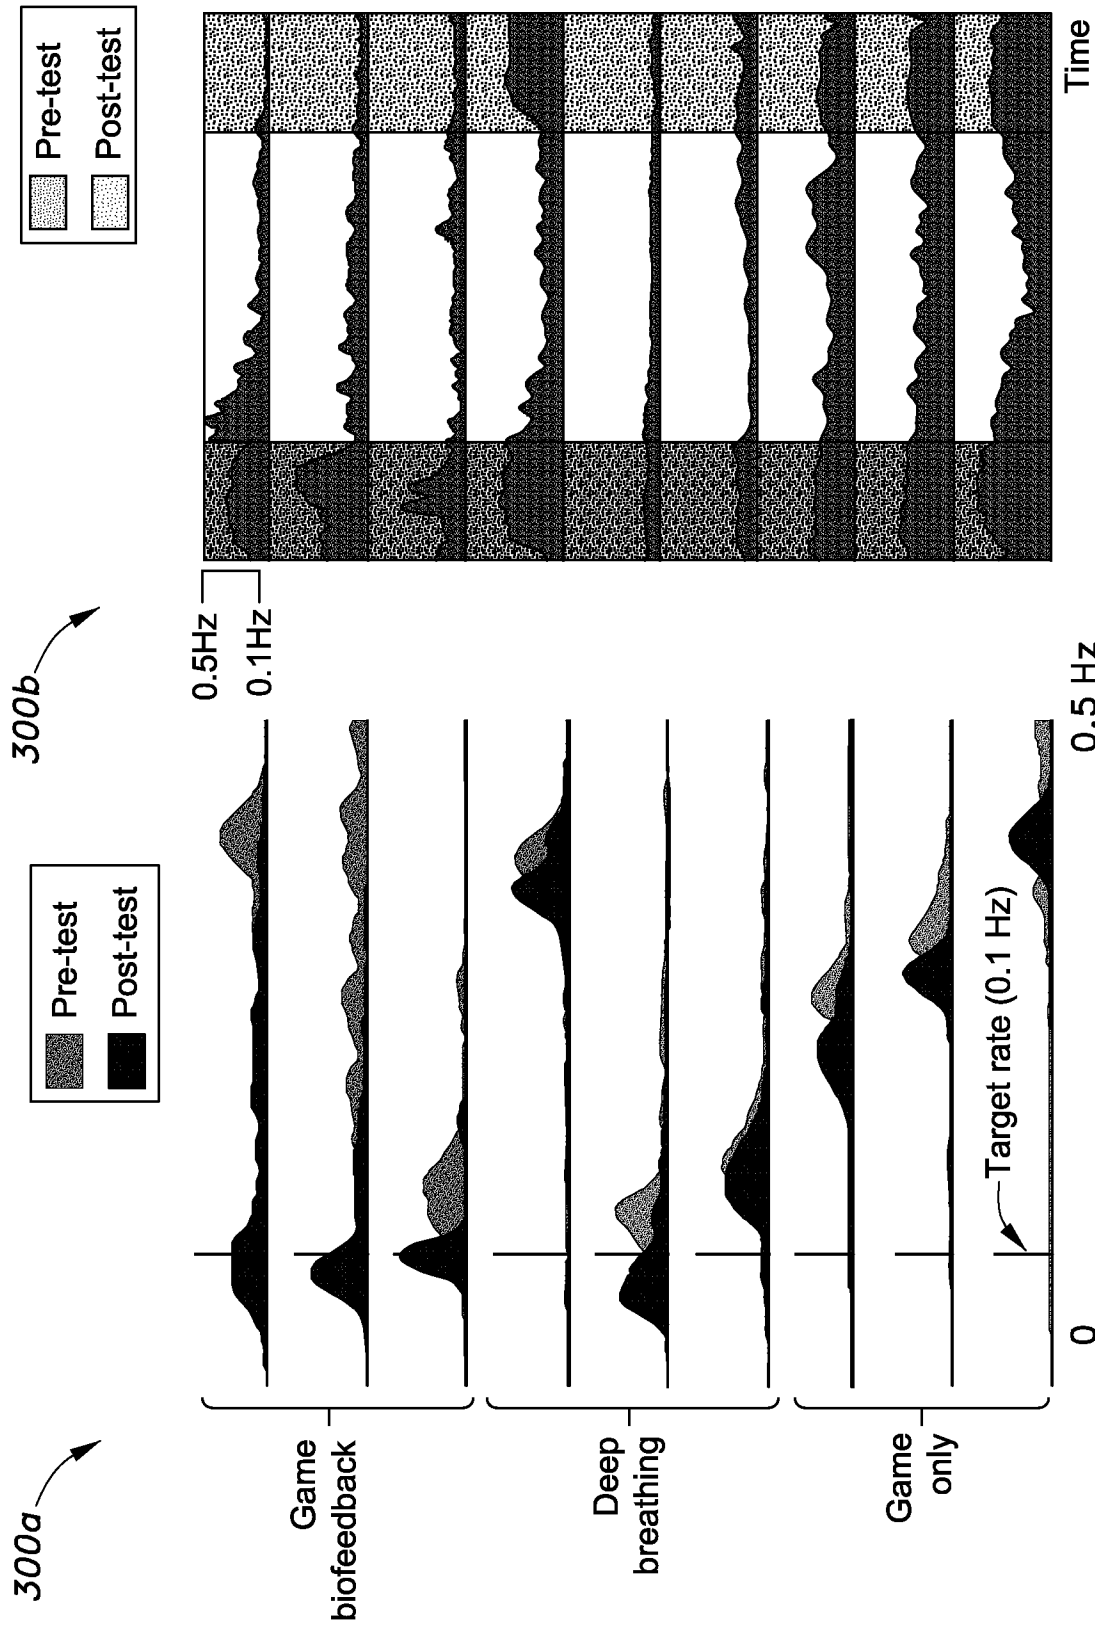 300a
Pre-test
Post-test
Game
biofeedback
Deep
breathing
Game
only
Target rate (0.1 Hz)
0
0.5 Hz
300b
Pre-test
Post-test
0.5Hz
0.1Hz
Time